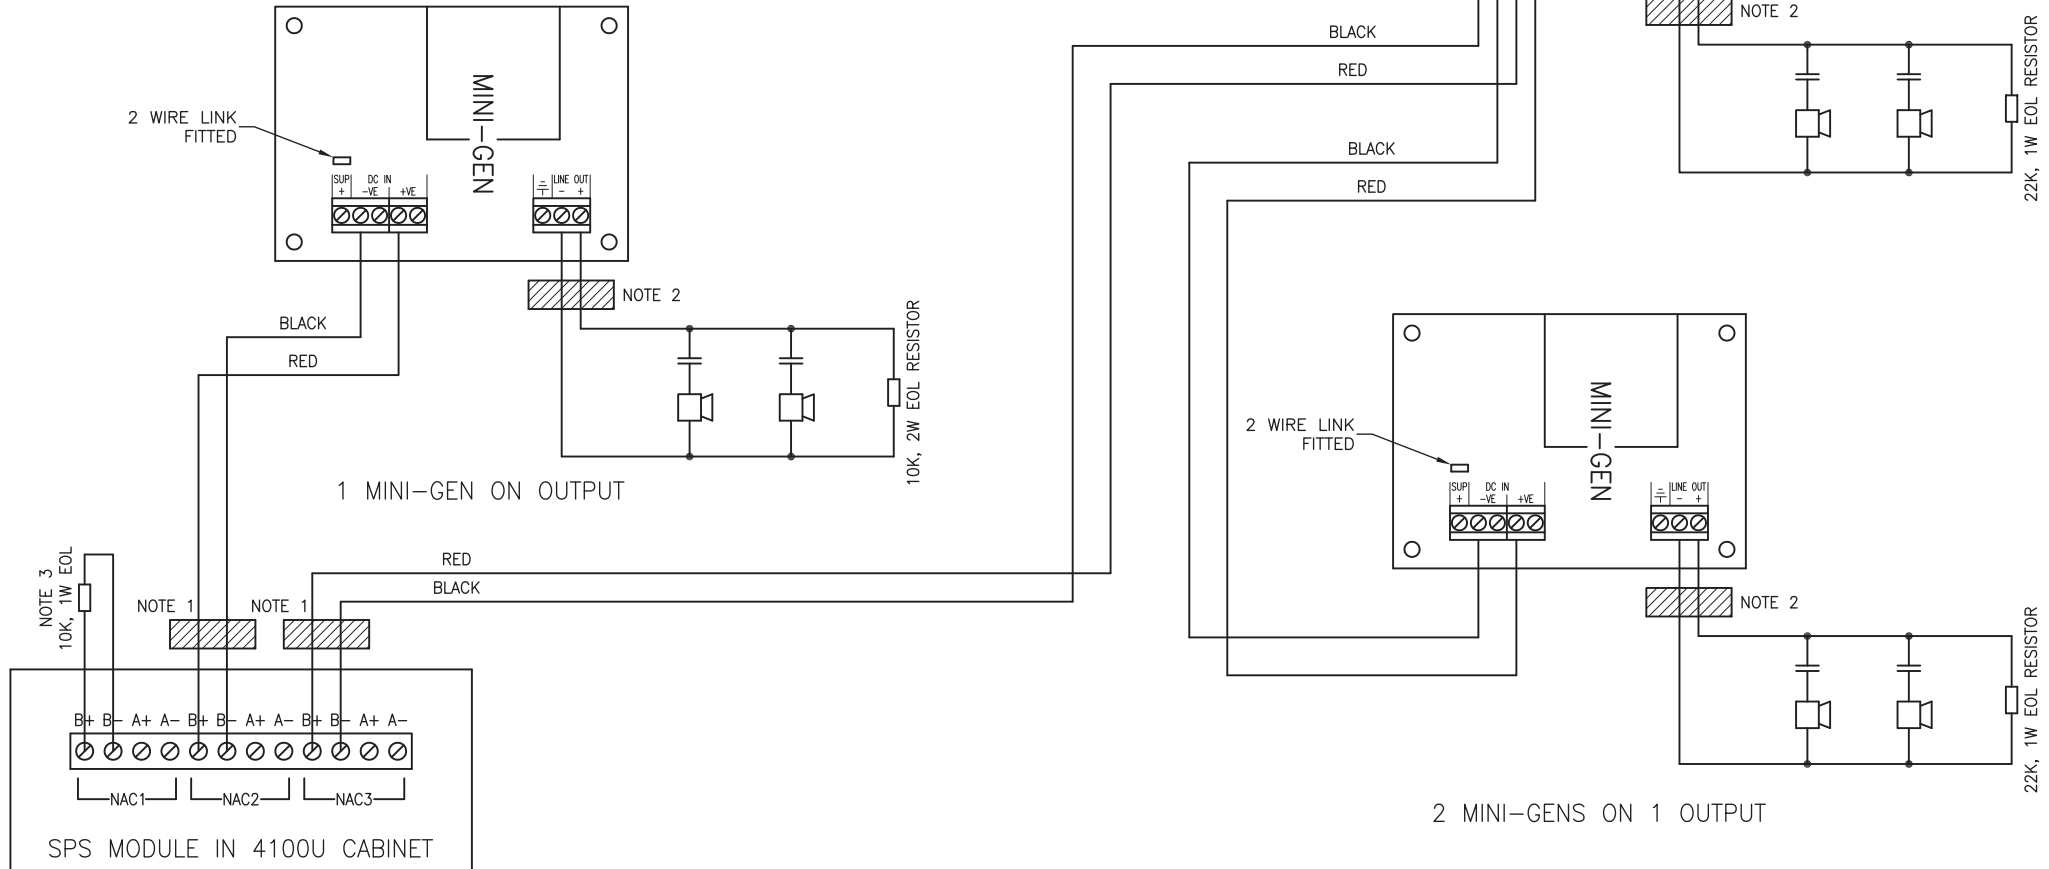 2 WIRE LINK
FITTED
MINI-GEN
SUP DC IN
+ -VE +VE
LINE OUT
- +
NOTE 2
BLACK
RED
10K, 2W EOL RESISTOR
1 MINI-GEN ON OUTPUT
BLACK
RED
BLACK
RED
NOTE 2
22K, 1W EOL RESISTOR
2 WIRE LINK
FITTED
MINI-GEN
SUP DC IN
+ -VE +VE
LINE OUT
- +
NOTE 2
22K, 1W EOL RESISTOR
2 MINI-GENS ON 1 OUTPUT
RED
BLACK
NOTE 3
10K, 1W EOL
NOTE 1 NOTE 1
B+ B- A+ A- B+ B- A+ A- B+ B- A+ A-
NAC1 NAC2 NAC3
SPS MODULE IN 4100U CABINET